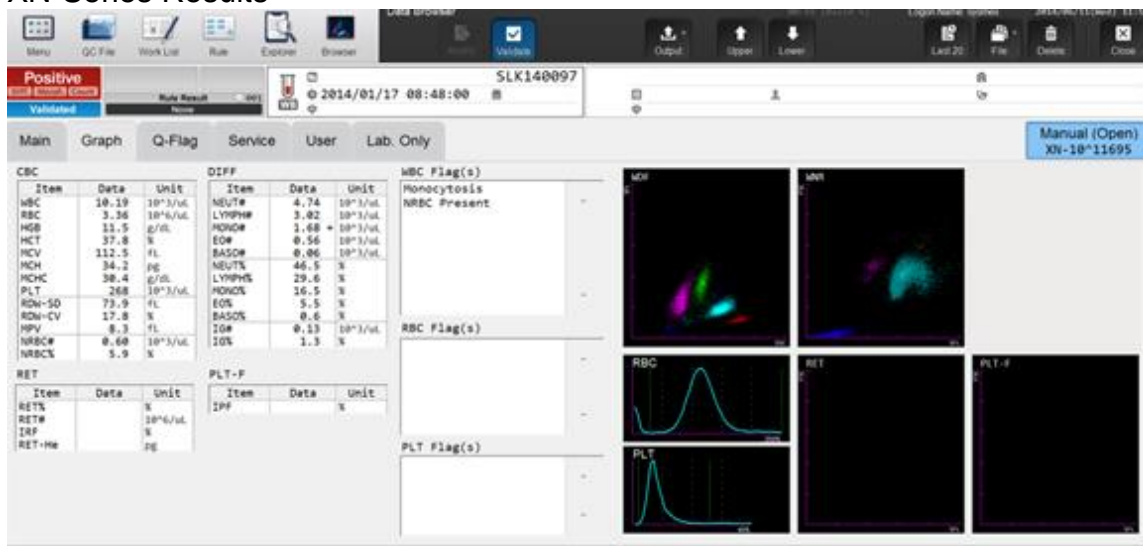 XN-Series Results
Data Browser
Menu QC File Work List Rule Explorer Browser Validate Output Upper Lower Last 20 File Delete Close
Positive
Diff. Morph. Count
Validated
Rule Result
None
WB
SLK140097
2014/01/17 08:48:00
Main Graph Q-Flag Service User Lab. Only
Manual (Open)
XN-10^11695
CBC
Item Data Unit
WBC 10.19 10^3/uL
RBC 3.36 10^6/uL
HGB 11.5 g/dL
HCT 37.8 %
MCV 112.5 fL
MCH 34.2 pg
MCHC 30.4 g/dL
PLT 268 10^3/uL
RDW-SD 73.9 fL
RDW-CV 17.8 %
MPV 8.3 fL
NRBC# 0.60 10^3/uL
NRBC% 5.9 %
RET
Item Data Unit
RET% %
RET# 10^6/uL
IRF %
RET-He pg
DIFF
Item Data Unit
NEUT# 4.74 10^3/uL
LYMPH# 3.02 10^3/uL
MONO# 1.68 + 10^3/uL
EO# 0.56 10^3/uL
BASO# 0.06 10^3/uL
NEUT% 46.5 %
LYMPH% 29.6 %
MONO% 16.5 %
EO% 5.5 %
BASO% 0.6 %
IG# 0.13 10^3/uL
IG% 1.3 %
PLT-F
Item Data Unit
IPF %
WBC Flag(s)
Monocytosis
NRBC Present
RBC Flag(s)
PLT Flag(s)
WDF
WNR
RBC
RET
PLT-F
PLT